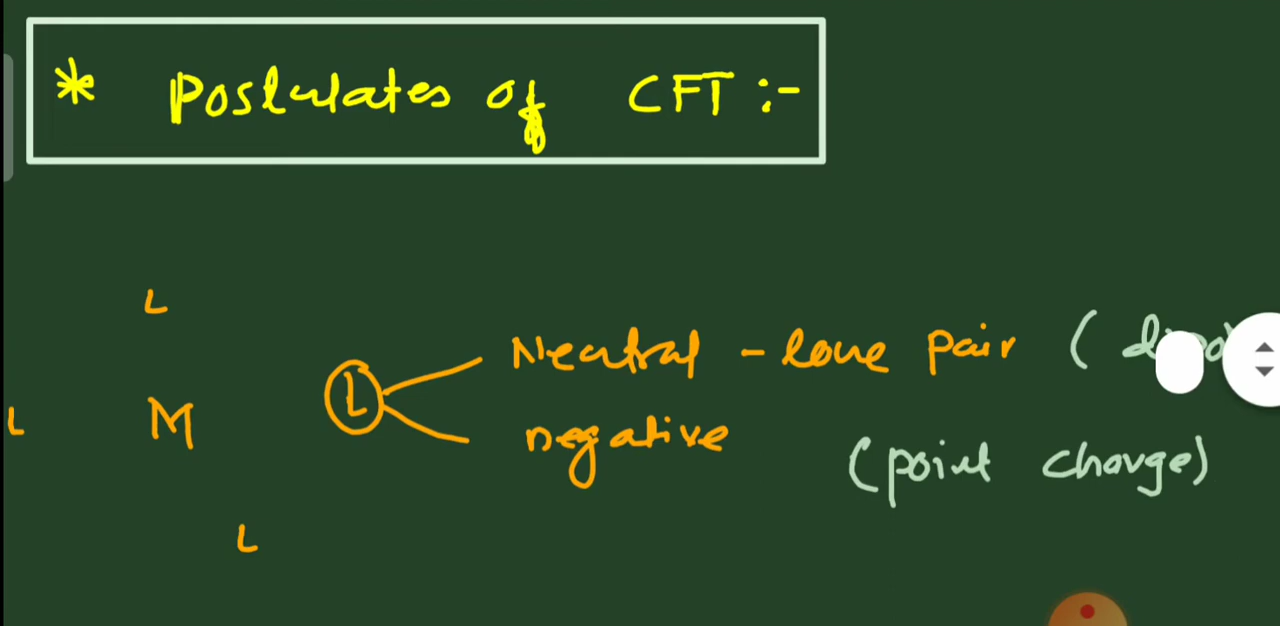 * Postulates of CFT :-
L
Neutral - lone pair (
L M L
negative
(point charge)
L